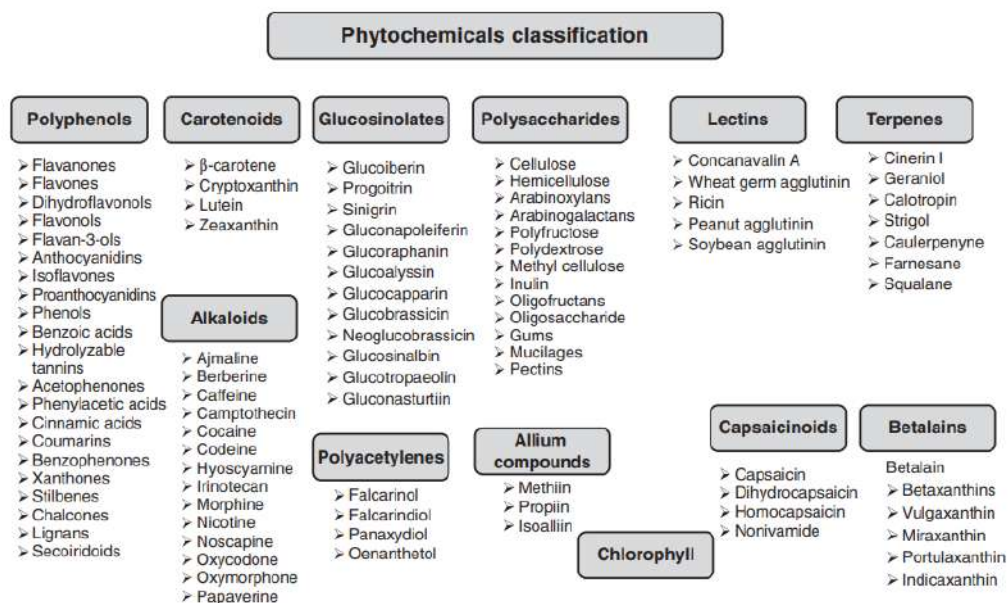 Phytochemicals classification
Polyphenols
➢ Flavanones
➢ Flavones
➢ Dihydroflavonols
➢ Flavonols
➢ Flavan-3-ols
➢ Anthocyanidins
➢ Isoflavones
➢ Proanthocyanidins
➢ Phenols
➢ Benzoic acids
➢ Hydrolyzable
tannins
➢ Acetophenones
➢ Phenylacetic acids
➢ Cinnamic acids
➢ Coumarins
➢ Benzophenones
➢ Xanthones
➢ Stilbenes
➢ Chalcones
➢ Lignans
➢ Secoiridoids
Carotenoids
➢ β-carotene
➢ Cryptoxanthin
➢ Lutein
➢ Zeaxanthin
Alkaloids
➢ Ajmaline
➢ Berberine
➢ Caffeine
➢ Camptothecin
➢ Cocaine
➢ Codeine
➢ Hyoscyamine
➢ Irinotecan
➢ Morphine
➢ Nicotine
➢ Noscapine
➢ Oxycodone
➢ Oxymorphone
➢ Papaverine
Glucosinolates
➢ Glucoiberin
➢ Progoitrin
➢ Sinigrin
➢ Gluconapoleiferin
➢ Glucoraphanin
➢ Glucoalyssin
➢ Glucocapparin
➢ Glucobrassicin
➢ Neoglucobrassicin
➢ Glucosinalbin
➢ Glucotropaeolin
➢ Gluconasturtiin
Polyacetylenes
➢ Falcarinol
➢ Falcarindiol
➢ Panaxydiol
➢ Oenanthetol
Polysaccharides
➢ Cellulose
➢ Hemicellulose
➢ Arabinoxylans
➢ Arabinogalactans
➢ Polyfructose
➢ Polydextrose
➢ Methyl cellulose
➢ Inulin
➢ Oligofructans
➢ Oligosaccharide
➢ Gums
➢ Mucilages
➢ Pectins
Allium
compounds
➢ Methiin
➢ Propiin
➢ Isoalliin
Chlorophyll
Lectins
➢ Concanavalin A
➢ Wheat germ agglutinin
➢ Ricin
➢ Peanut agglutinin
➢ Soybean agglutinin
Capsaicinoids
➢ Capsaicin
➢ Dihydrocapsaicin
➢ Homocapsaicin
➢ Nonivamide
Terpenes
➢ Cinerin I
➢ Geraniol
➢ Calotropin
➢ Strigol
➢ Caulerpenyne
➢ Farnesane
➢ Squalane
Betalains
Betalain
➢ Betaxanthins
➢ Vulgaxanthin
➢ Miraxanthin
➢ Portulaxanthin
➢ Indicaxanthin